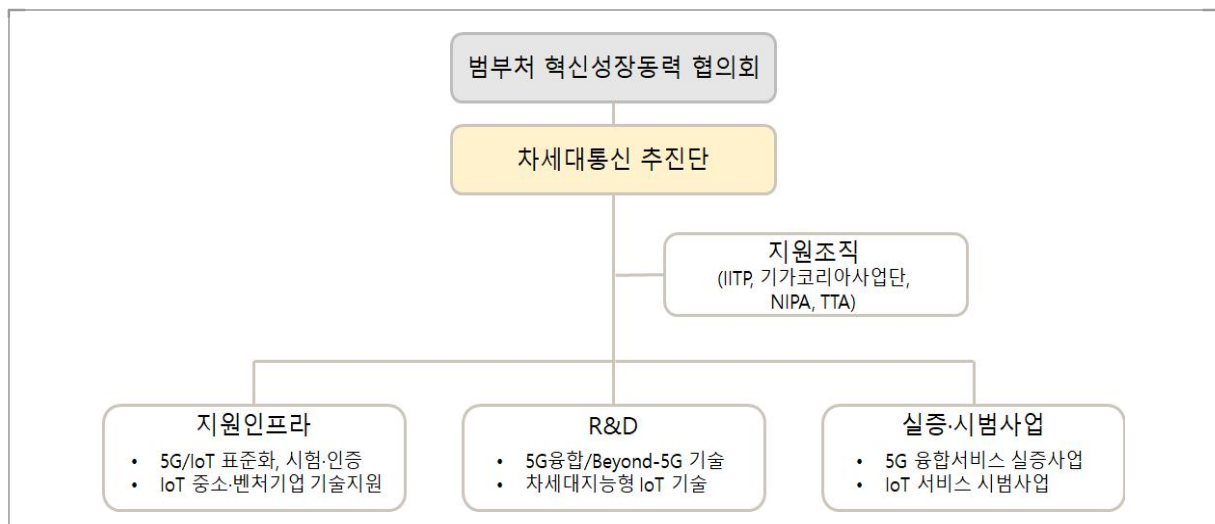 범부처 혁신성장동력 협의회
차세대통신 추진단
지원조직
(IITP, 기가코리아사업단,
NIPA, TTA)
지원인프라
• 5G/IoT 표준화, 시험·인증
• IoT 중소·벤처기업 기술지원
R&D
• 5G융합/Beyond-5G 기술
• 차세대지능형 IoT 기술
실증·시범사업
• 5G 융합서비스 실증사업
• IoT 서비스 시범사업